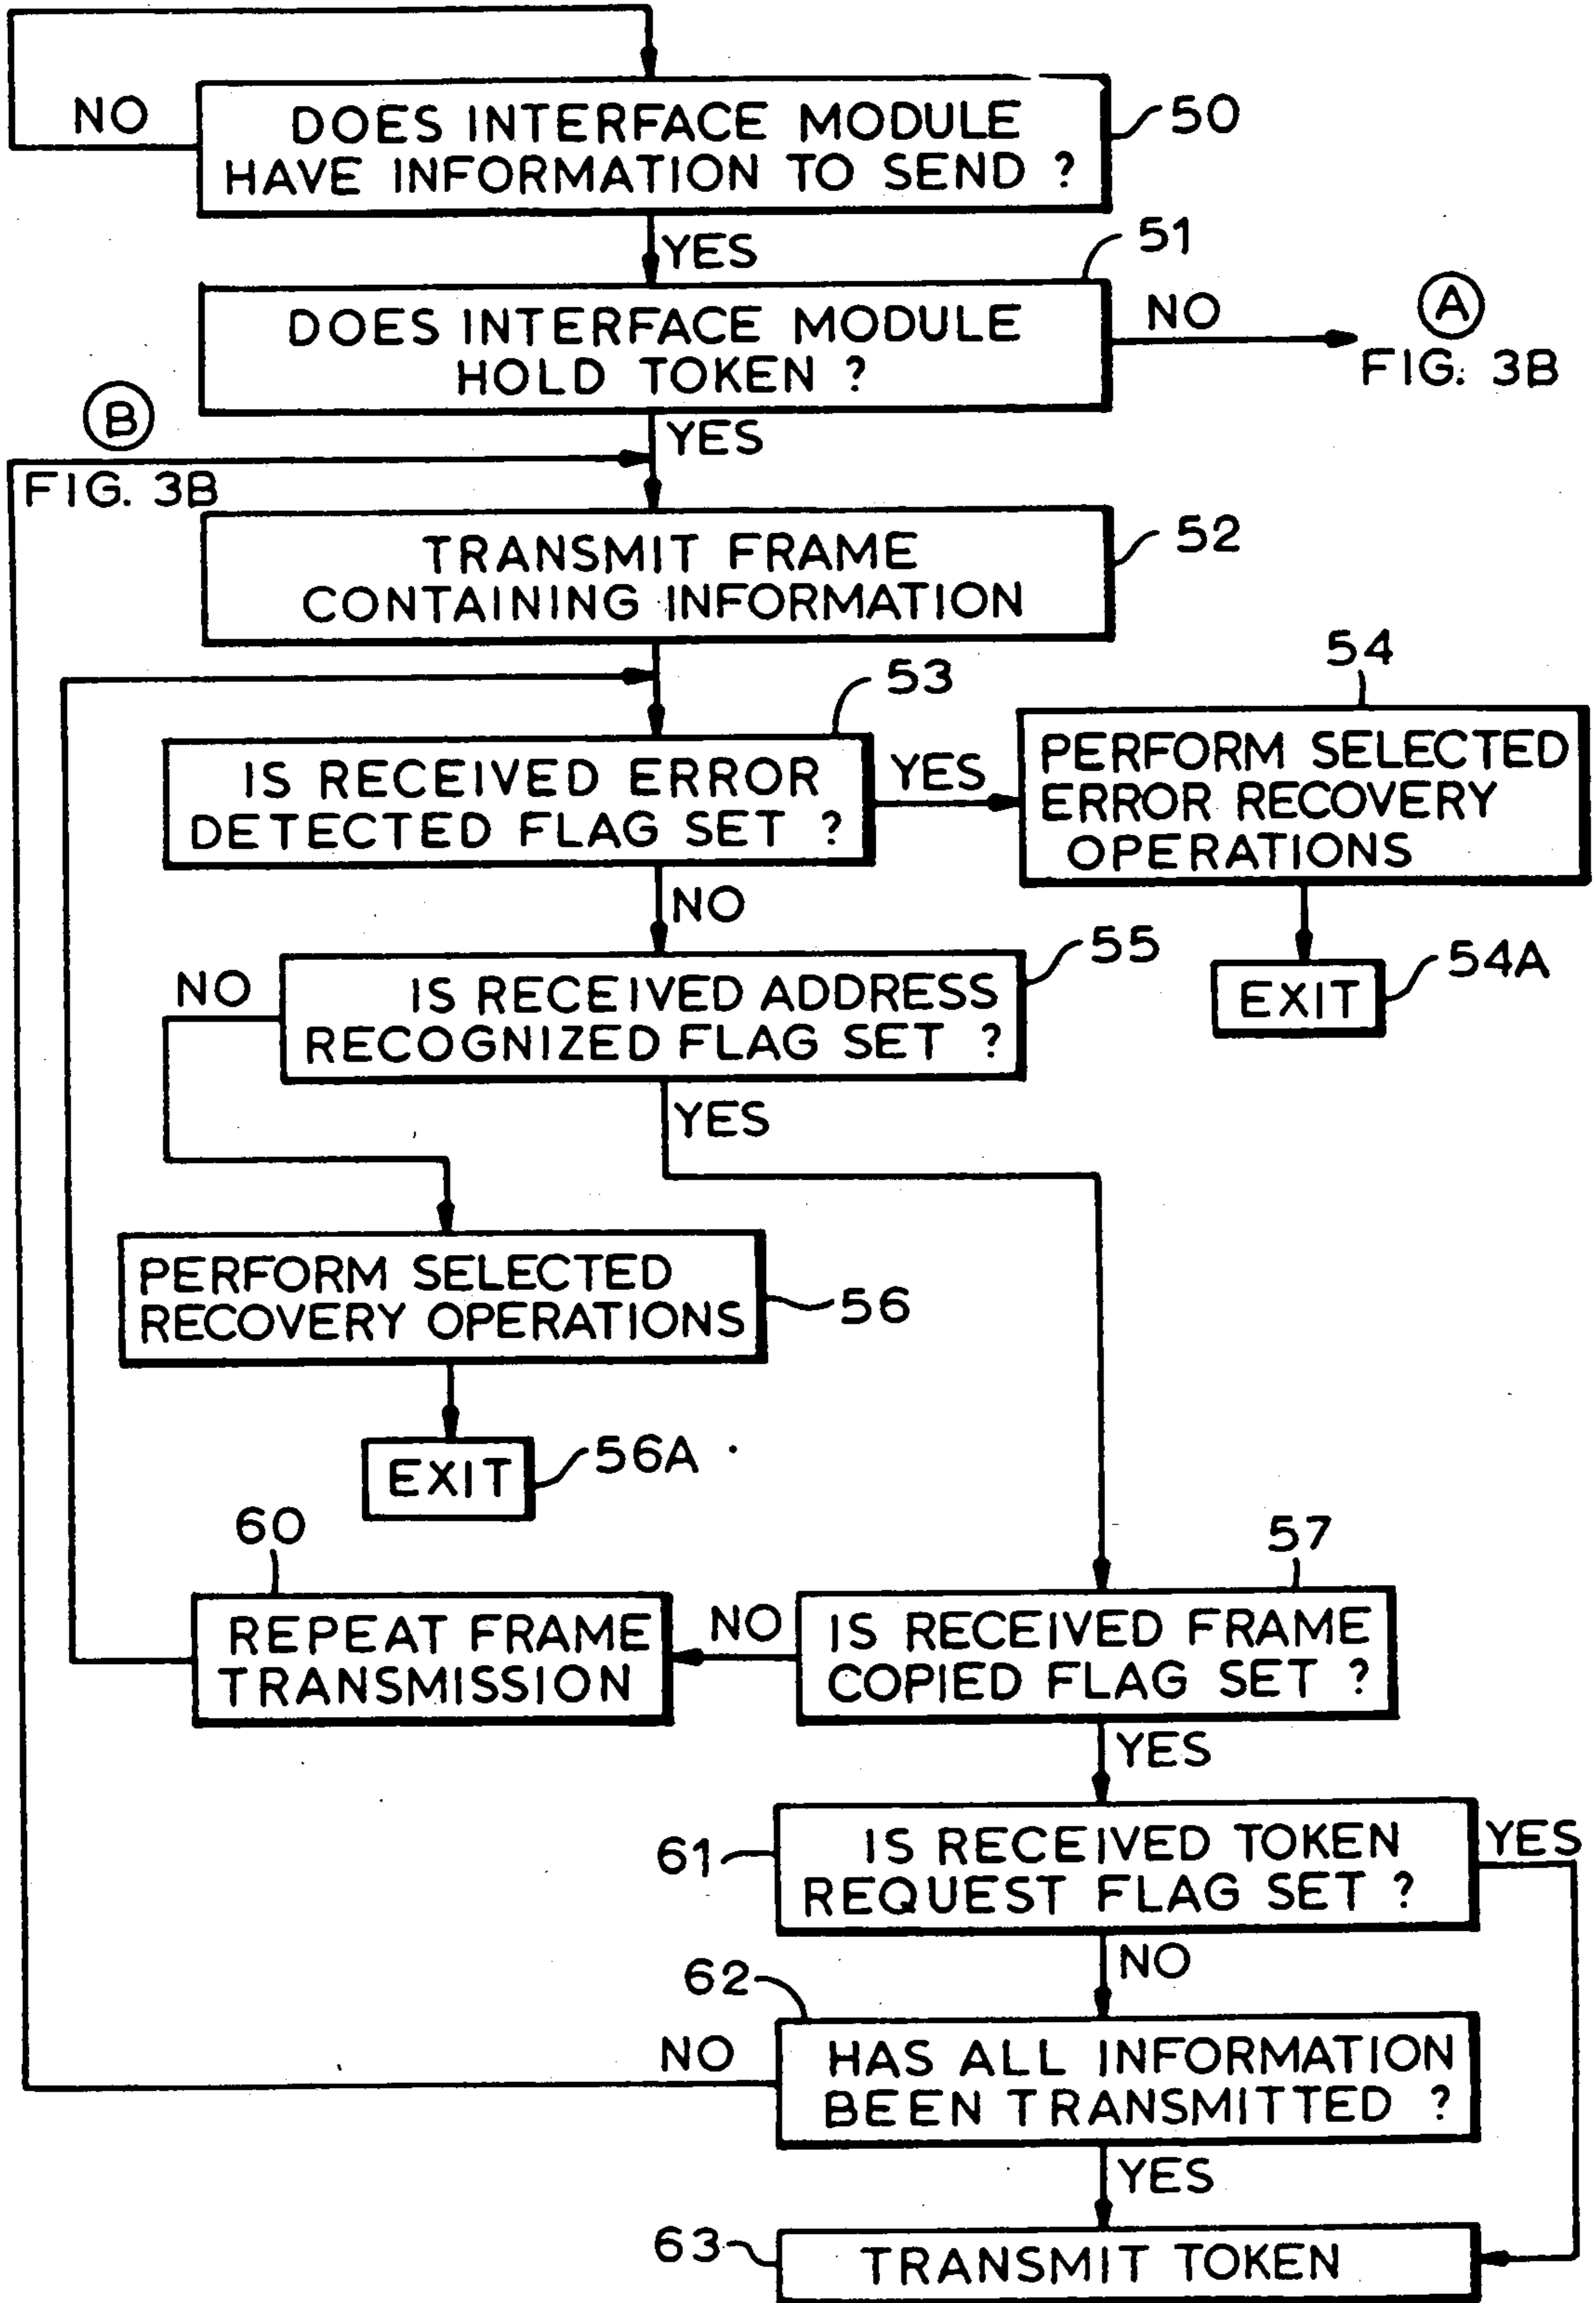 NO
DOES INTERFACE MODULE
HAVE INFORMATION TO SEND ?
50
YES
51
DOES INTERFACE MODULE
HOLD TOKEN ?
NO
A
FIG. 3B
B
FIG. 3B
YES
TRANSMIT FRAME
CONTAINING INFORMATION
52
53
IS RECEIVED ERROR
DETECTED FLAG SET ?
YES
54
PERFORM SELECTED
ERROR RECOVERY
OPERATIONS
EXIT
54A
NO
55
IS RECEIVED ADDRESS
RECOGNIZED FLAG SET ?
NO
YES
PERFORM SELECTED
RECOVERY OPERATIONS
56
EXIT
56A
60
REPEAT FRAME
TRANSMISSION
NO
57
IS RECEIVED FRAME
COPIED FLAG SET ?
YES
61
IS RECEIVED TOKEN
REQUEST FLAG SET ?
YES
NO
62
HAS ALL INFORMATION
BEEN TRANSMITTED ?
NO
YES
63
TRANSMIT TOKEN